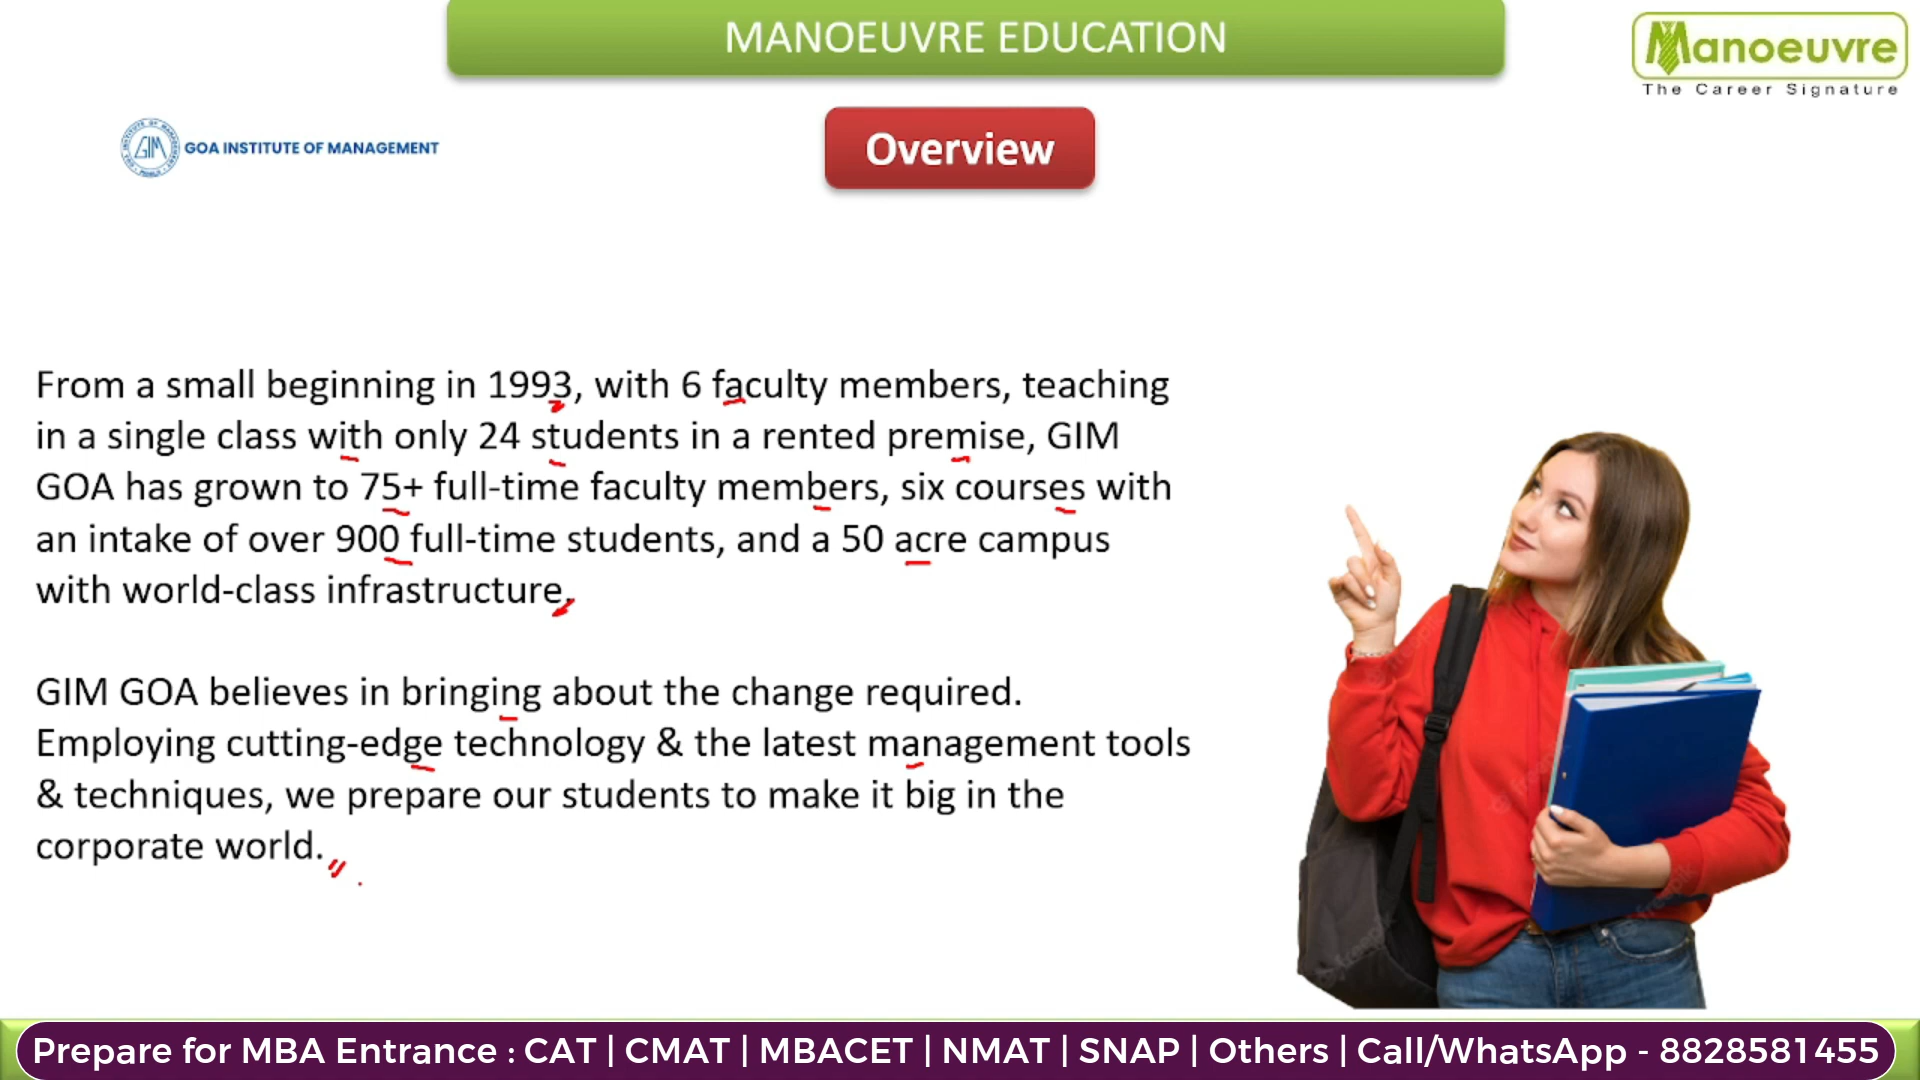 MANOEUVRE EDUCATION
Manoeuvre
The Career Signature
GIM
GOA INSTITUTE OF MANAGEMENT
Overview
From a small beginning in 1993, with 6 faculty members, teaching
in a single class with only 24 students in a rented premise, GIM
GOA has grown to 75+ full-time faculty members, six courses with
an intake of over 900 full-time students, and a 50 acre campus
with world-class infrastructure.
GIM GOA believes in bringing about the change required.
Employing cutting-edge technology & the latest management tools
& techniques, we prepare our students to make it big in the
corporate world.
Prepare for MBA Entrance : CAT | CMAT | MBACET | NMAT | SNAP | Others | Call/WhatsApp - 8828581455